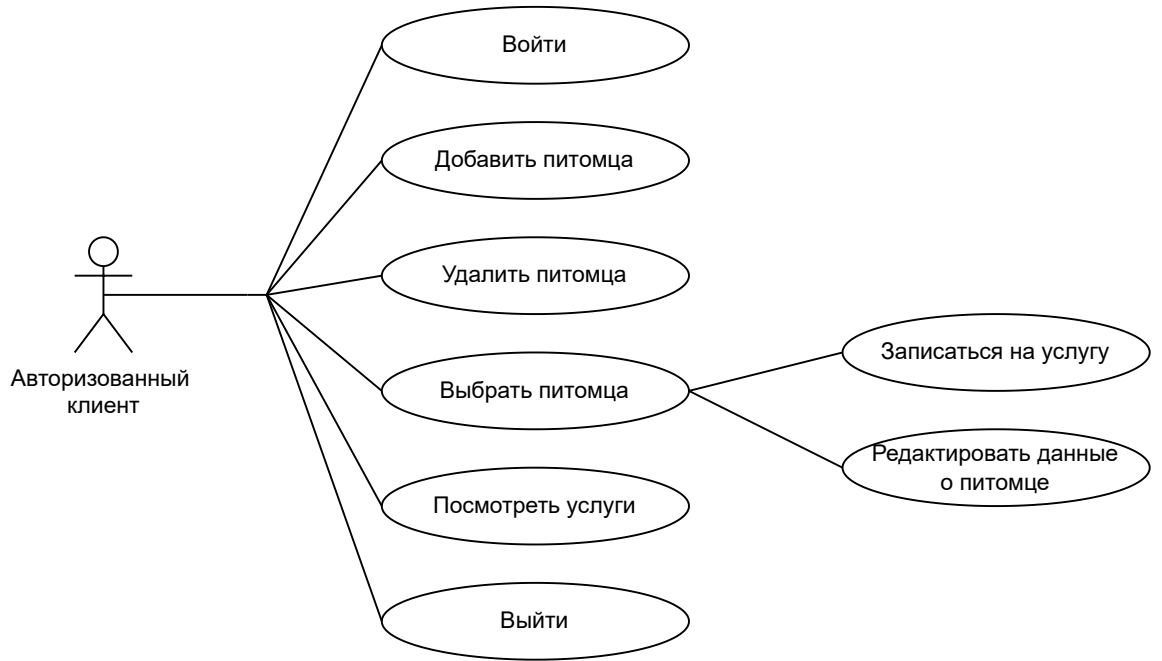 Войти
Добавить питомца
Удалить питомца
Авторизованный
клиент
Выбрать питомца
Записаться на услугу
Редактировать данные
о питомце
Посмотреть услуги
Выйти